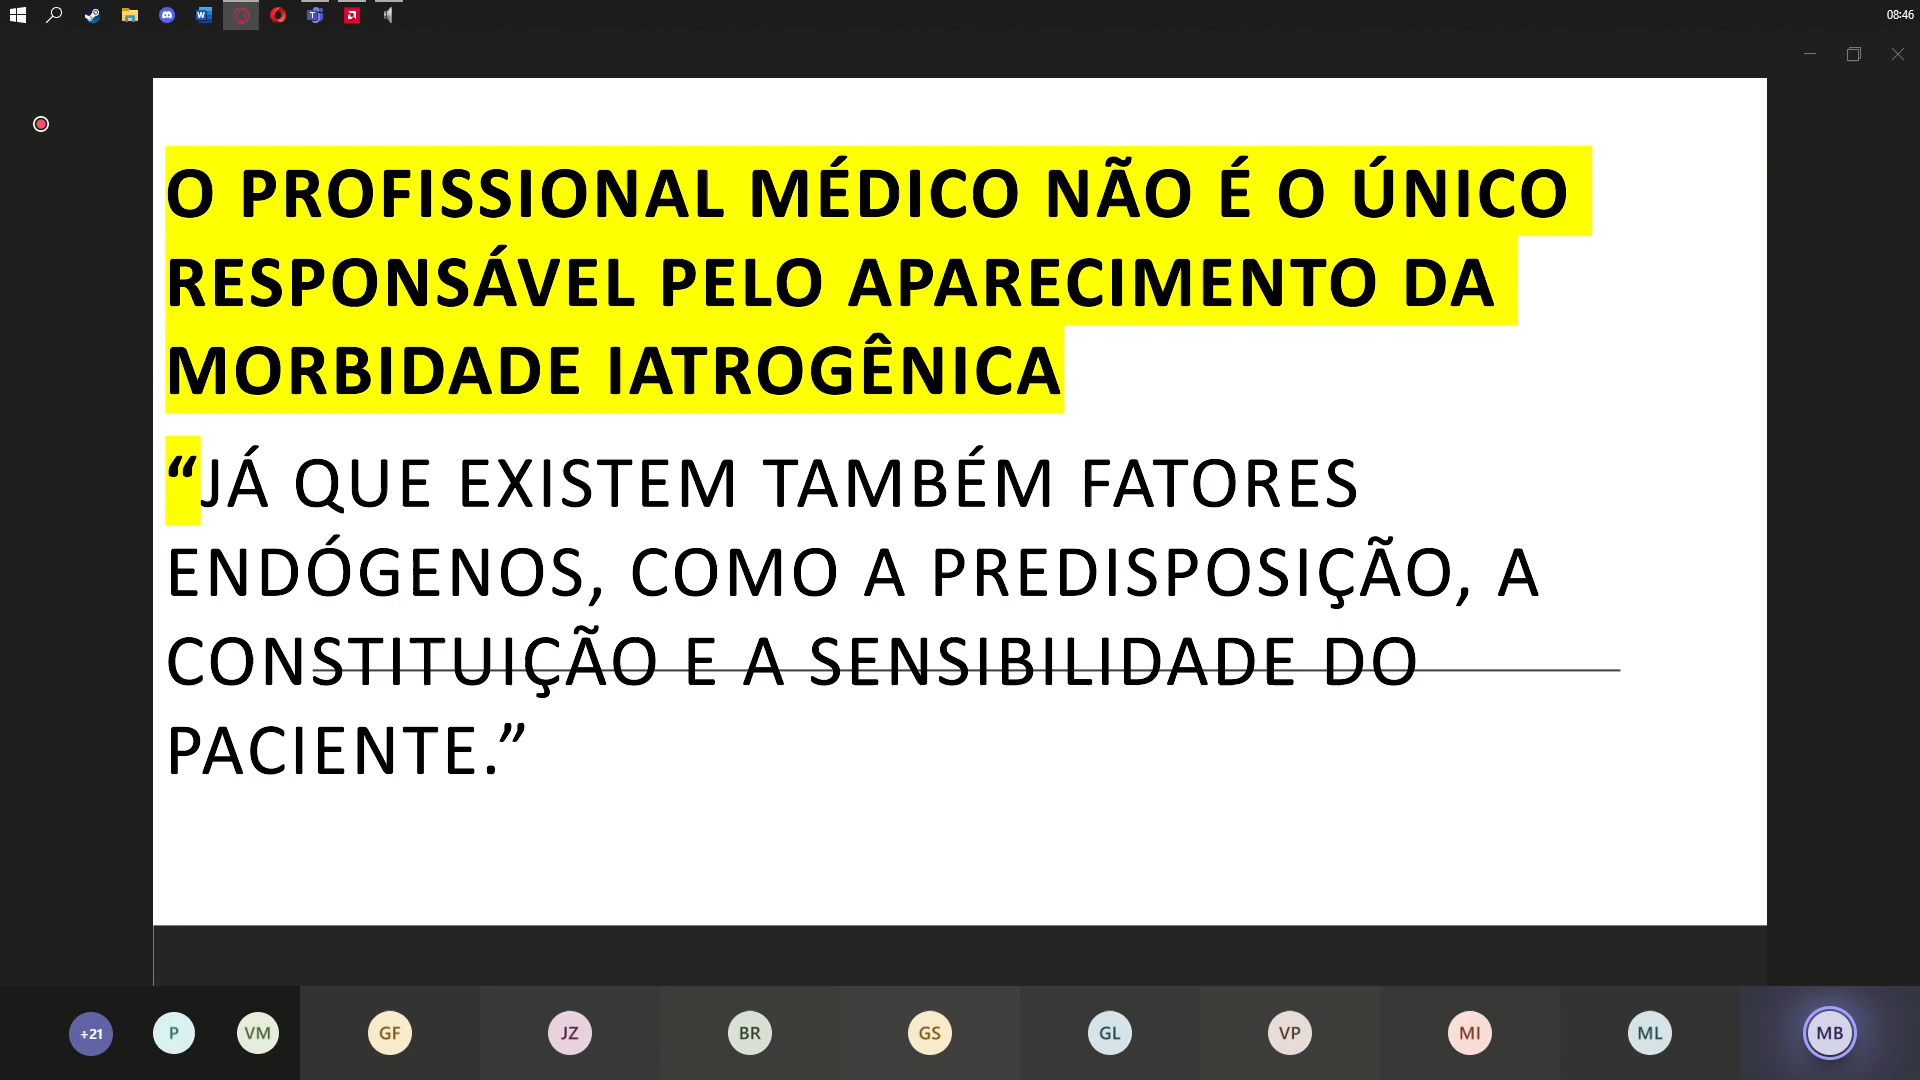 08:46
O PROFISSIONAL MÉDICO NÃO É O ÚNICO
RESPONSÁVEL PELO APARECIMENTO DA
MORBIDADE IATROGÊNICA
“JÁ QUE EXISTEM TAMBÉM FATORES
ENDÓGENOS, COMO A PREDISPOSIÇÃO, A
CONSTITUIÇÃO E A SENSIBILIDADE DO
PACIENTE.”
+21 P VM GF JZ BR GS GL VP MI ML MB